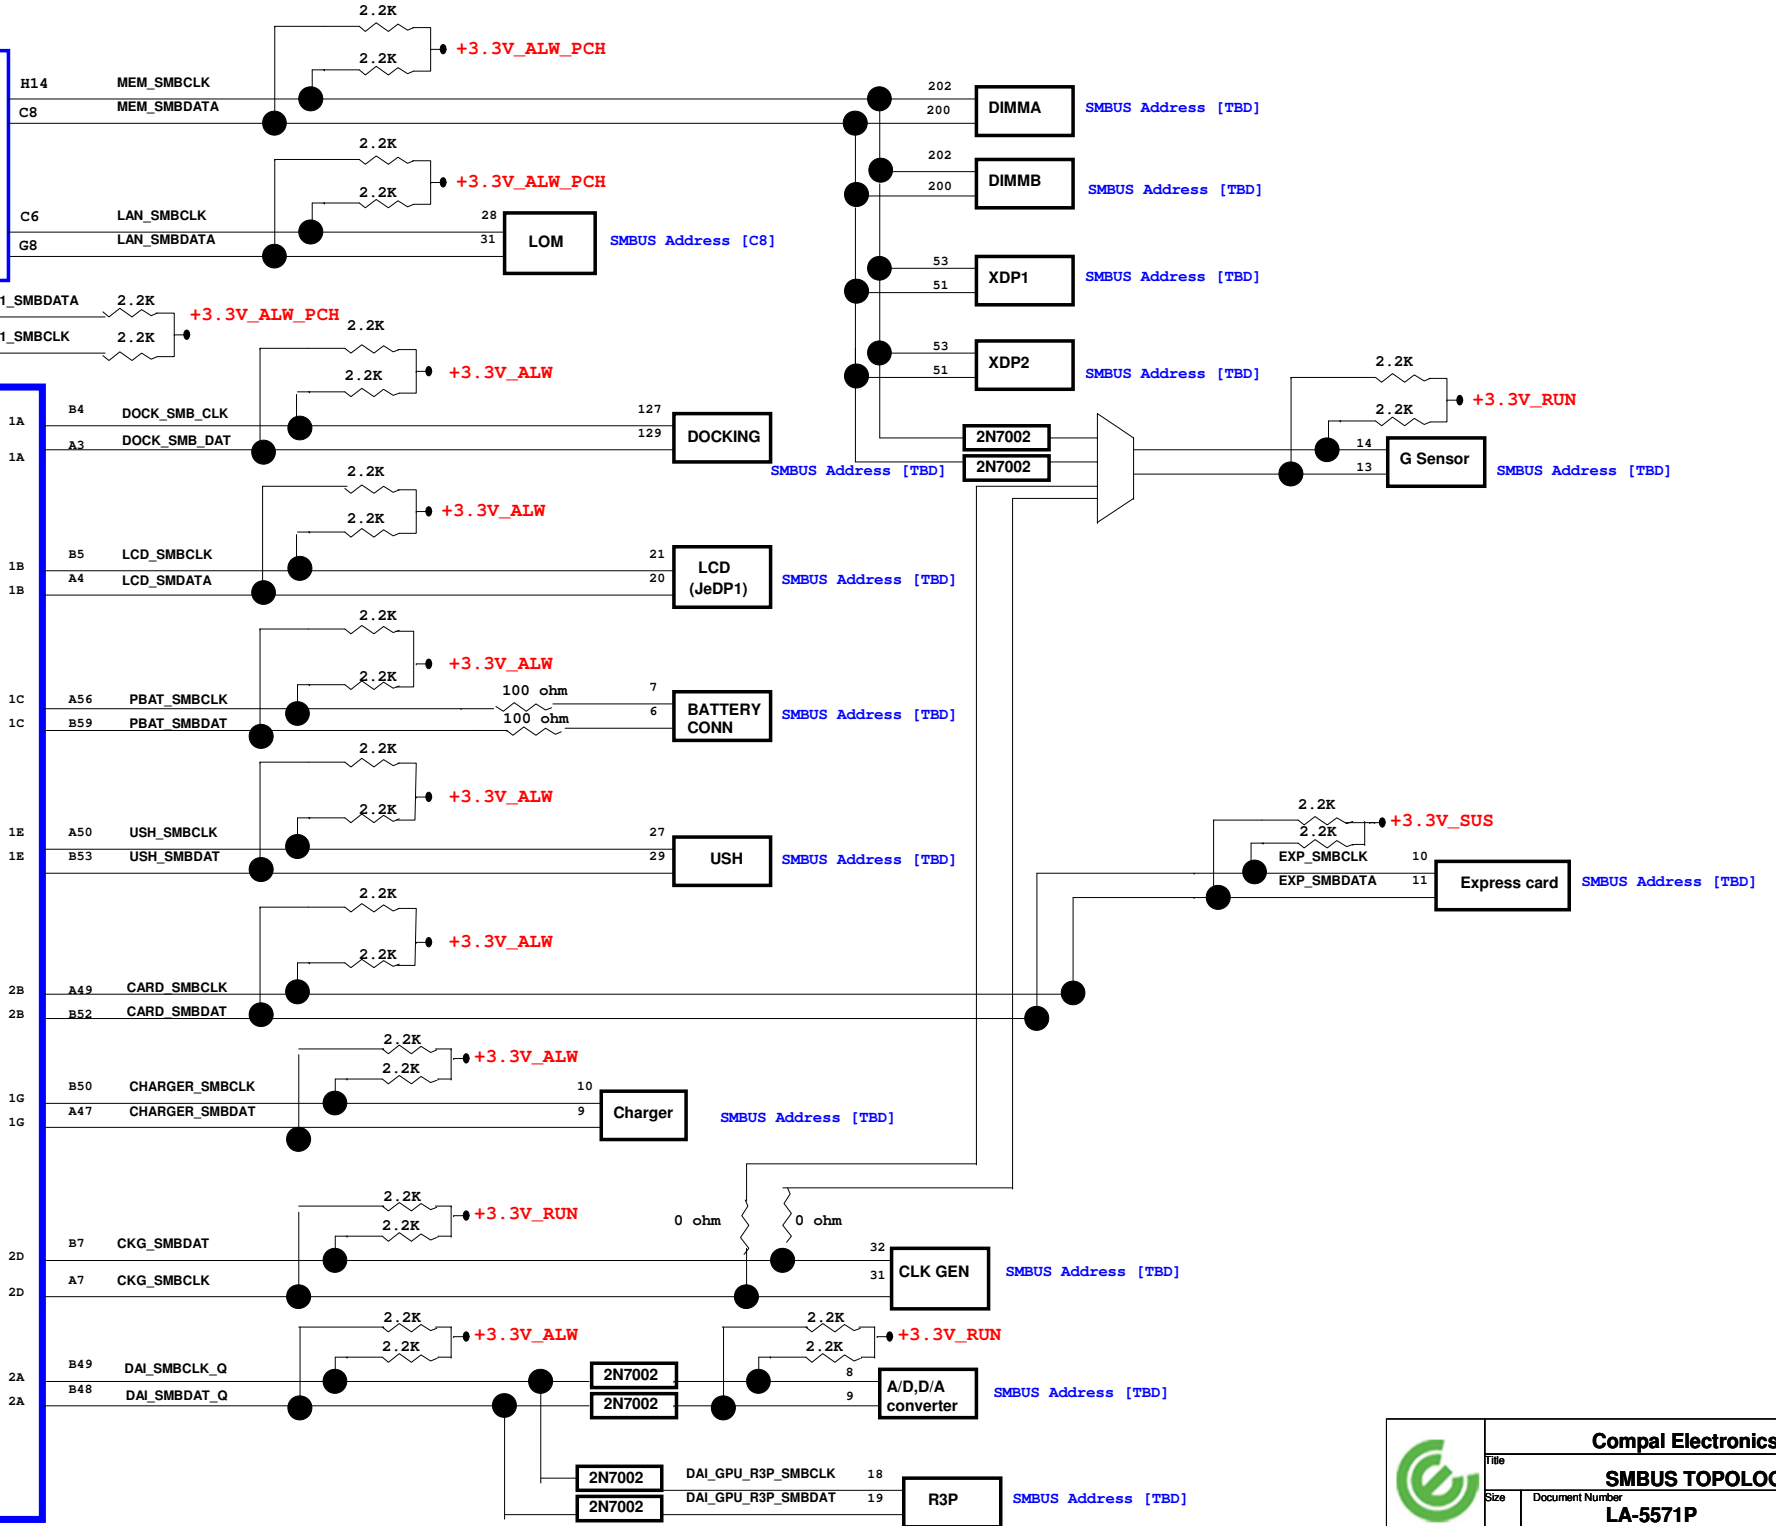 2.2K
+3.3V_ALW_PCH
2.2K
H14 MEM_SMBCLK
C8 MEM_SMBDATA
202
200
DIMMA
SMBUS Address [TBD]
2.2K
+3.3V_ALW_PCH
2.2K
202
200
DIMMB
SMBUS Address [TBD]
C6 LAN_SMBCLK
G8 LAN_SMBDATA
28
31
LOM
SMBUS Address [C8]
53
51
XDP1
SMBUS Address [TBD]
1_SMBDATA 2.2K
+3.3V_ALW_PCH
1_SMBCLK 2.2K
2.2K
+3.3V_ALW
2.2K
53
51
XDP2
SMBUS Address [TBD]
2.2K
+3.3V_RUN
2.2K
1A B4 DOCK_SMB_CLK
1A A3 DOCK_SMB_DAT
127
129
DOCKING
SMBUS Address [TBD]
2N7002
2N7002
14
13
G Sensor
SMBUS Address [TBD]
2.2K
+3.3V_ALW
2.2K
1B B5 LCD_SMBCLK
1B A4 LCD_SMDATA
21
20
LCD
(JeDP1)
SMBUS Address [TBD]
2.2K
+3.3V_ALW
2.2K
1C A56 PBAT_SMBCLK
1C B59 PBAT_SMBDAT
100 ohm
100 ohm
7
6
BATTERY
CONN
SMBUS Address [TBD]
2.2K
+3.3V_ALW
2.2K
1E A50 USH_SMBCLK
1E B53 USH_SMBDAT
27
29
USH
SMBUS Address [TBD]
2.2K
+3.3V_SUS
2.2K
EXP_SMBCLK 10
EXP_SMBDATA 11
Express card
SMBUS Address [TBD]
2.2K
+3.3V_ALW
2.2K
2B A49 CARD_SMBCLK
2B B52 CARD_SMBDAT
2.2K
+3.3V_ALW
2.2K
1G B50 CHARGER_SMBCLK
1G A47 CHARGER_SMBDAT
10
9
Charger
SMBUS Address [TBD]
2.2K
+3.3V_RUN
2.2K
0 ohm
0 ohm
2D B7 CKG_SMBDAT
2D A7 CKG_SMBCLK
32
31
CLK GEN
SMBUS Address [TBD]
2.2K
+3.3V_ALW
2.2K
2.2K
+3.3V_RUN
2.2K
2A B49 DAI_SMBCLK_Q
2A B48 DAI_SMBDAT_Q
2N7002
2N7002
8
9
A/D,D/A
converter
SMBUS Address [TBD]
2N7002
2N7002
DAI_GPU_R3P_SMBCLK 18
DAI_GPU_R3P_SMBDAT 19
R3P
SMBUS Address [TBD]
Compal Electronics
Title
SMBUS TOPOLOG
Size
Document Number
LA-5571P